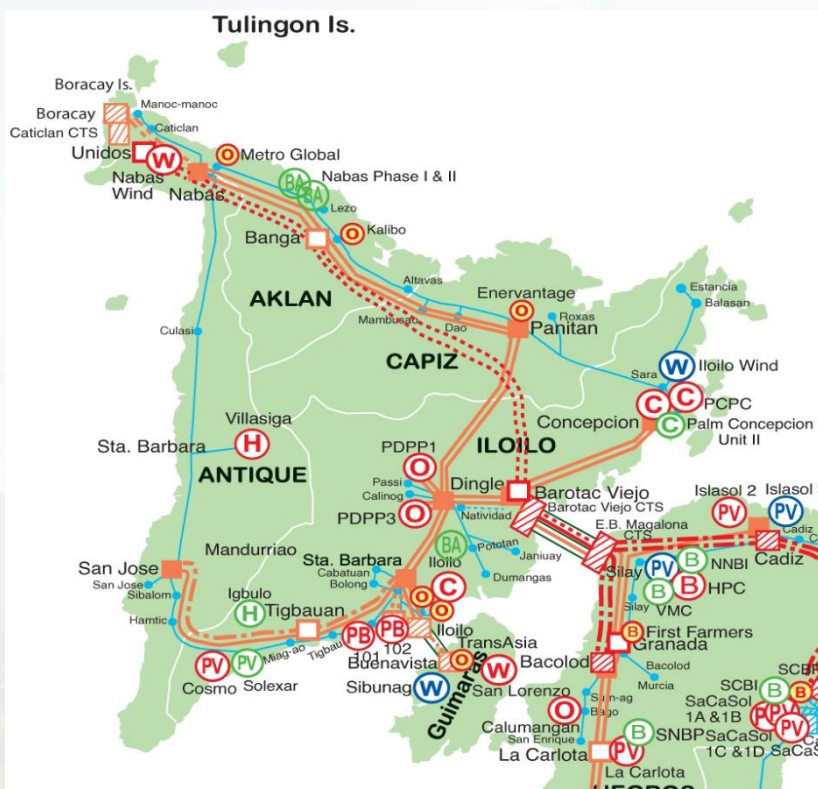 Tulingon Is.
Boracay Is.
Boracay
Manoc-manoc
Caticlan CTS
Caticlan
Unidos
W
Nabas
Wind
Nabas
O
Metro Global
BA
BA
Nabas Phase I & II
Lezo
O
Kalibo
Banga
AKLAN
Altavas
Mambucao
Dao
Enervantage
O
Panitan
Roxas
Estancia
Balasan
Culasi
CAPIZ
Sara
W
Iloilo Wind
C
C
PCPC
Concepcion
C
Palm Concepcion
Unit II
Villasiga
H
Sta. Barbara
ANTIQUE
PDPP1
O
ILOILO
Passi
Calinog
Dingle
Barotac Viejo
Barotac Viejo CTS
PDPP3
O
Natividad
E.B. Magalona
CTS
Islasol 2
PV
Islasol
PV
Cadiz
Cadiz
BA
Pototan
Janiuay
Dumangas
Mandurriao
San Jose
San Jose
Sibalom
Hamtic
Igbulo
H
Tigbauan
Sta. Barbara
Cabatuan
Bolong
Iloilo
C
O
O
Silay
PV
B
NNBI
B
HPC
B
VMC
Silay
PV
Cosmo
PV
Solexar
Miag-ao
Tigbau
PB
101
PB
102
Iloilo
Buenavista
O
TransAsia
W
San Lorenzo
Sibunag
W
Guimaras
B
First Farmers
Granada
Bacolod
Bacolod
Murcia
Sum-ag
Bago
O
Calumangan
San Enrique
La Carlota
PV
La Carlota
B
SNBP
SCBI
B
B
SaCaSol
1A &1B
PV
PV
SaCaSol
1C &1D